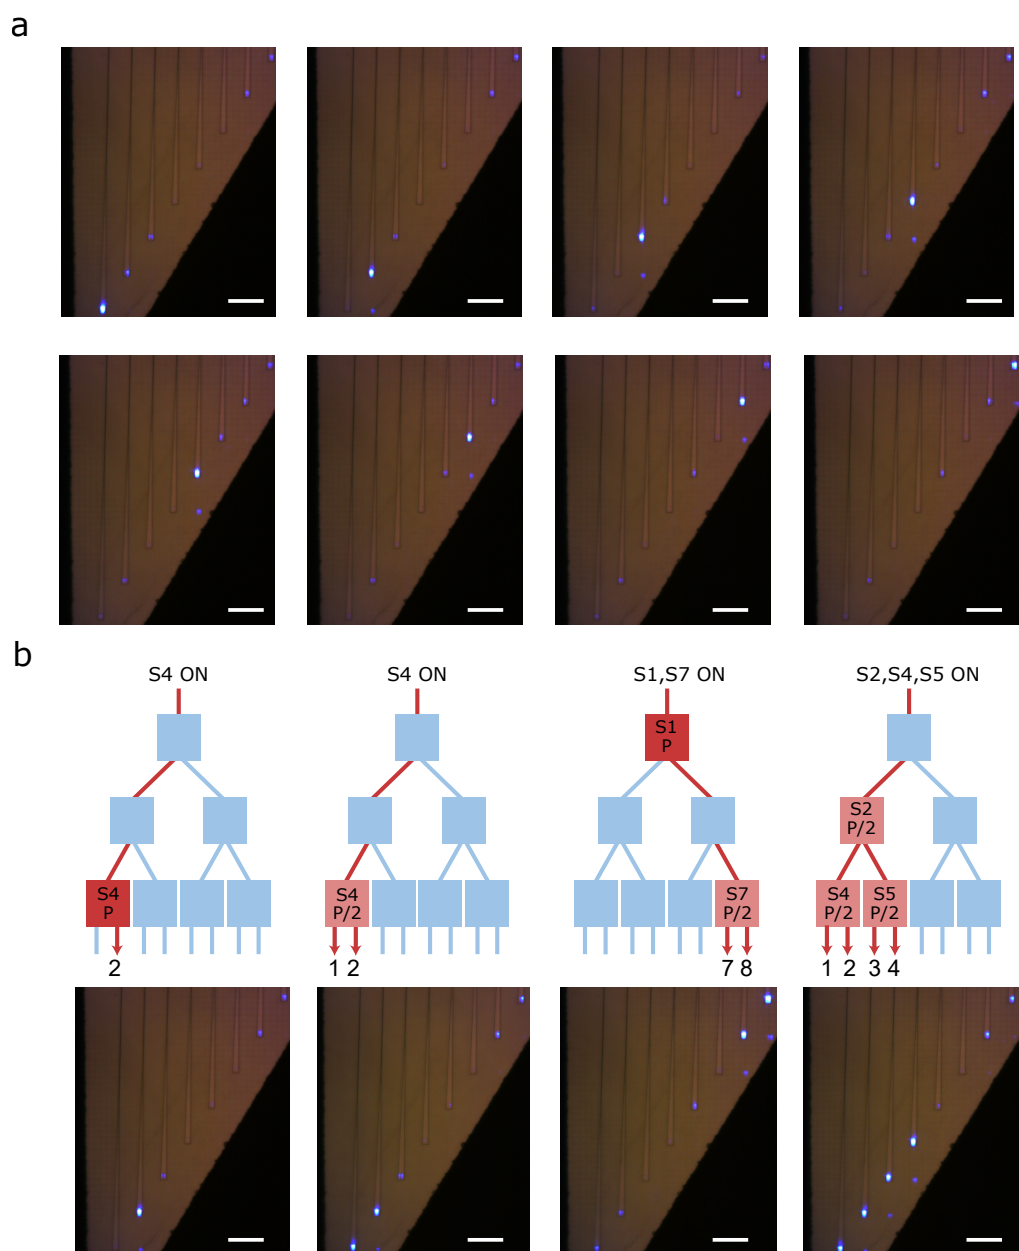 a
b
S4 ON
S4 ON
S1,S7 ON
S2,S4,S5 ON
S1
P
S2
P/2
S4
P
S4
P/2
S7
P/2
S4
P/2
S5
P/2
2
1 2
7 8
1 2 3 4